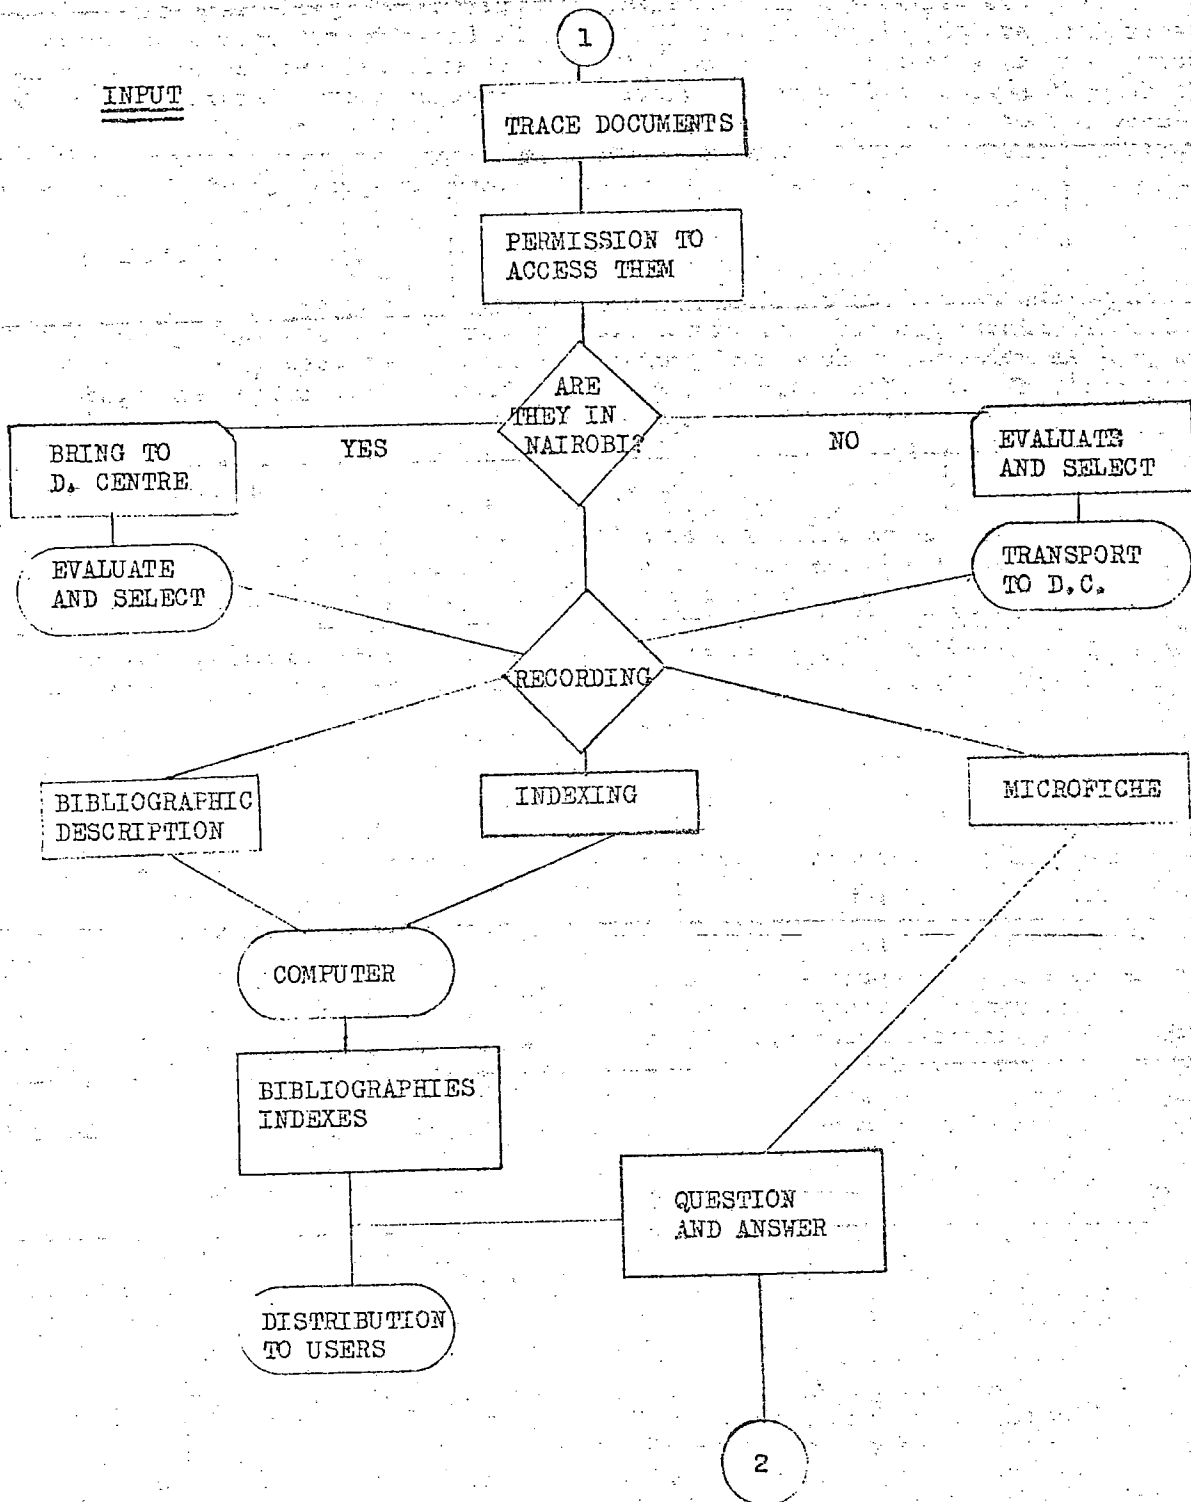 1
INPUT
TRACE DOCUMENTS
PERMISSION TO
ACCESS THEM
ARE
THEY IN
NAIROBI?
YES
NO
BRING TO
D. CENTRE
EVALUATE
AND SELECT
EVALUATE
AND SELECT
TRANSPORT
TO D.C.
RECORDING
BIBLIOGRAPHIC
DESCRIPTION
INDEXING
MICROFICHE
COMPUTER
BIBLIOGRAPHIES
INDEXES
QUESTION
AND ANSWER
DISTRIBUTION
TO USERS
2